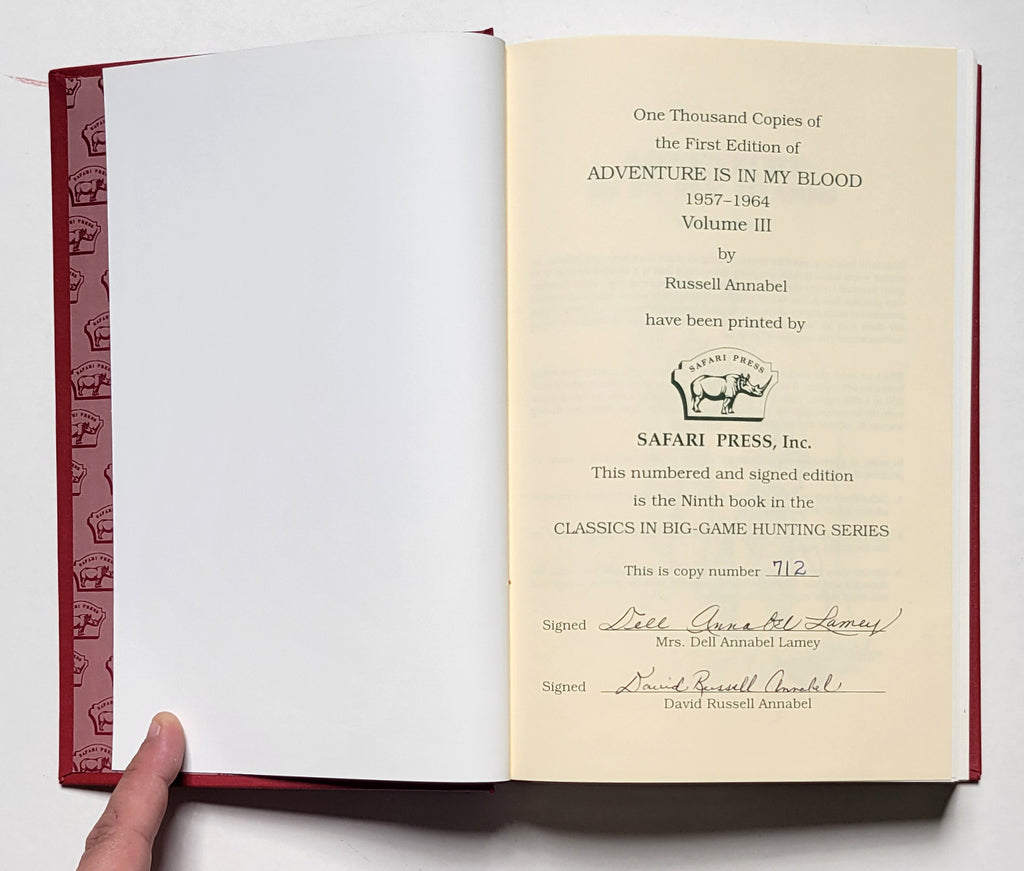 One Thousand Copies of
the First Edition of
ADVENTURE IS IN MY BLOOD
1957–1964
Volume III
by
Russell Annabel
have been printed by
SAFARI PRESS
SAFARI PRESS, Inc.
This numbered and signed edition
is the Ninth book in the
CLASSICS IN BIG-GAME HUNTING SERIES
This is copy number 712
Signed Dell Annabel Lamey
Mrs. Dell Annabel Lamey
Signed David Russell Annabel
David Russell Annabel